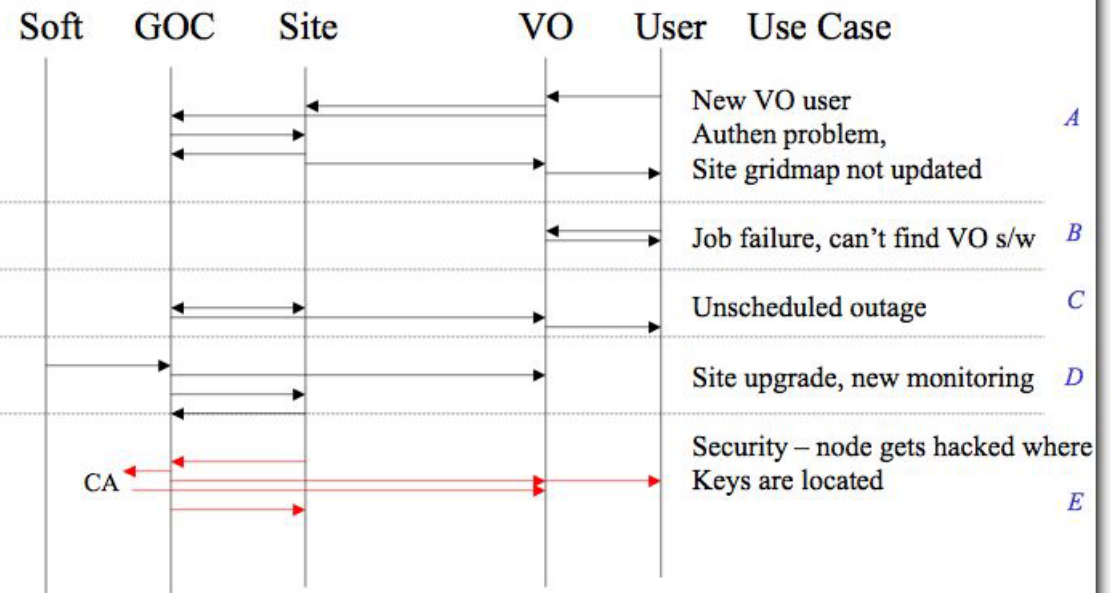 Soft GOC Site VO User Use Case
New VO user
A
Authen problem,
Site gridmap not updated
Job failure, can't find VO s/w B
Unscheduled outage C
Site upgrade, new monitoring D
Security – node gets hacked where
CA Keys are located
E